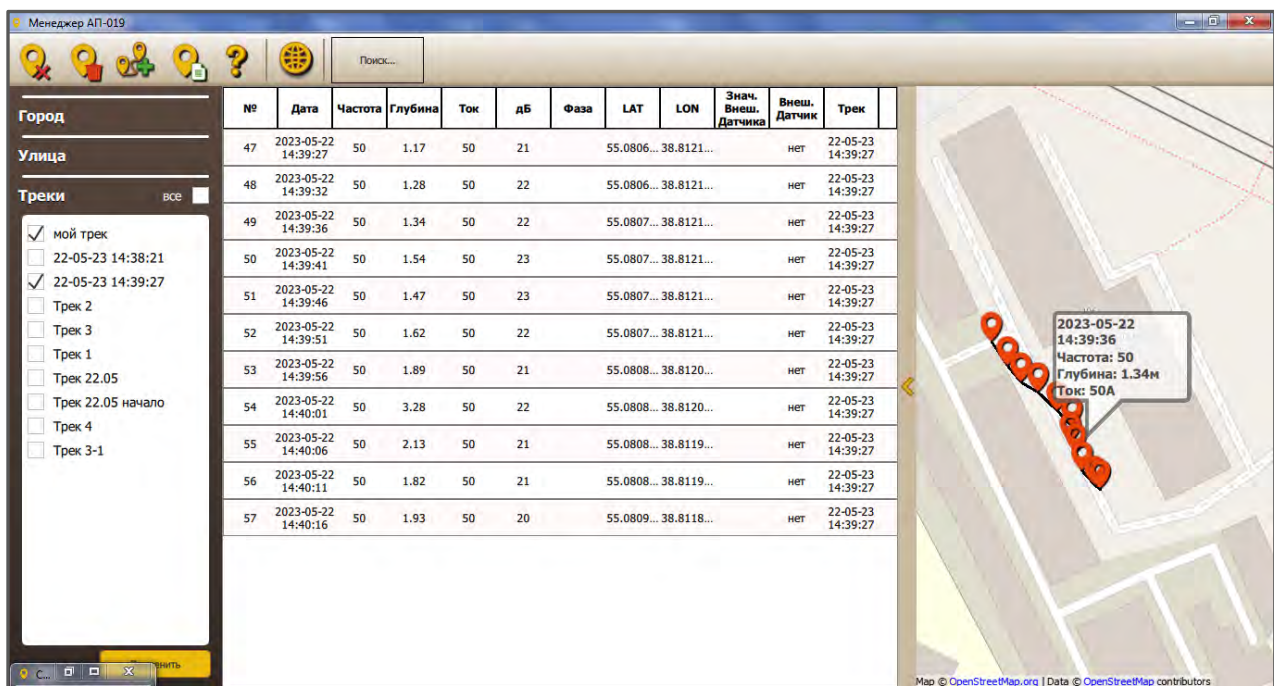 Менеджер АП-019
Поиск...
Город
Улица
Треки все
мой трек
22-05-23 14:38:21
22-05-23 14:39:27
Трек 2
Трек 3
Трек 1
Трек 22.05
Трек 22.05 начало
Трек 4
Трек 3-1
С...
№ Дата Частота Глубина Ток дБ Фаза LAT LON Знач. Внеш. Датчика Внеш. Датчик Трек
47 2023-05-22 14:39:27 50 1.17 50 21 55.0806... 38.8121... нет 22-05-23 14:39:27
48 2023-05-22 14:39:32 50 1.28 50 22 55.0806... 38.8121... нет 22-05-23 14:39:27
49 2023-05-22 14:39:36 50 1.34 50 22 55.0807... 38.8121... нет 22-05-23 14:39:27
50 2023-05-22 14:39:41 50 1.54 50 23 55.0807... 38.8121... нет 22-05-23 14:39:27
51 2023-05-22 14:39:46 50 1.47 50 23 55.0807... 38.8121... нет 22-05-23 14:39:27
52 2023-05-22 14:39:51 50 1.62 50 22 55.0807... 38.8121... нет 22-05-23 14:39:27
53 2023-05-22 14:39:56 50 1.89 50 21 55.0808... 38.8120... нет 22-05-23 14:39:27
54 2023-05-22 14:40:01 50 3.28 50 22 55.0808... 38.8120... нет 22-05-23 14:39:27
55 2023-05-22 14:40:06 50 2.13 50 21 55.0808... 38.8119... нет 22-05-23 14:39:27
56 2023-05-22 14:40:11 50 1.82 50 21 55.0808... 38.8119... нет 22-05-23 14:39:27
57 2023-05-22 14:40:16 50 1.93 50 20 55.0809... 38.8118... нет 22-05-23 14:39:27
2023-05-22
14:39:36
Частота: 50
Глубина: 1.34м
Ток: 50А
Map © OpenStreetMap.org | Data © OpenStreetMap contributors